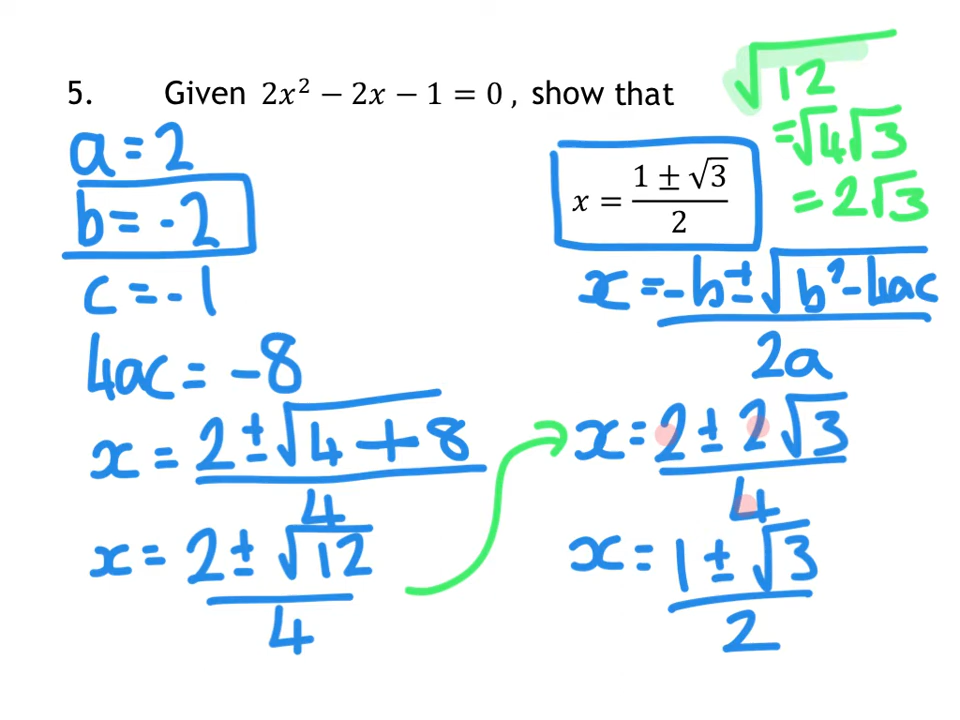 5. Given 2x² − 2x − 1 = 0 , show that
x = (1 ± √3)/2
a = 2
b = -2
c = -1
4ac = -8
x = (2 ± √(4 + 8))/4
x = (2 ± √12)/4
√12
= √4√3
= 2√3
x = (-b ± √(b² - 4ac))/2a
x = (2 ± 2√3)/4
x = (1 ± √3)/2